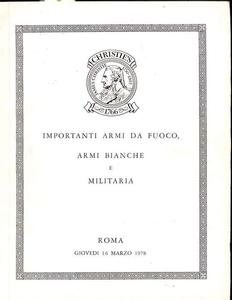 CHRISTIE'S
1766
IMPORTANTI ARMI DA FUOCO,
ARMI BIANCHE
E
MILITARIA
ROMA
GIOVEDI 16 MARZO 1978